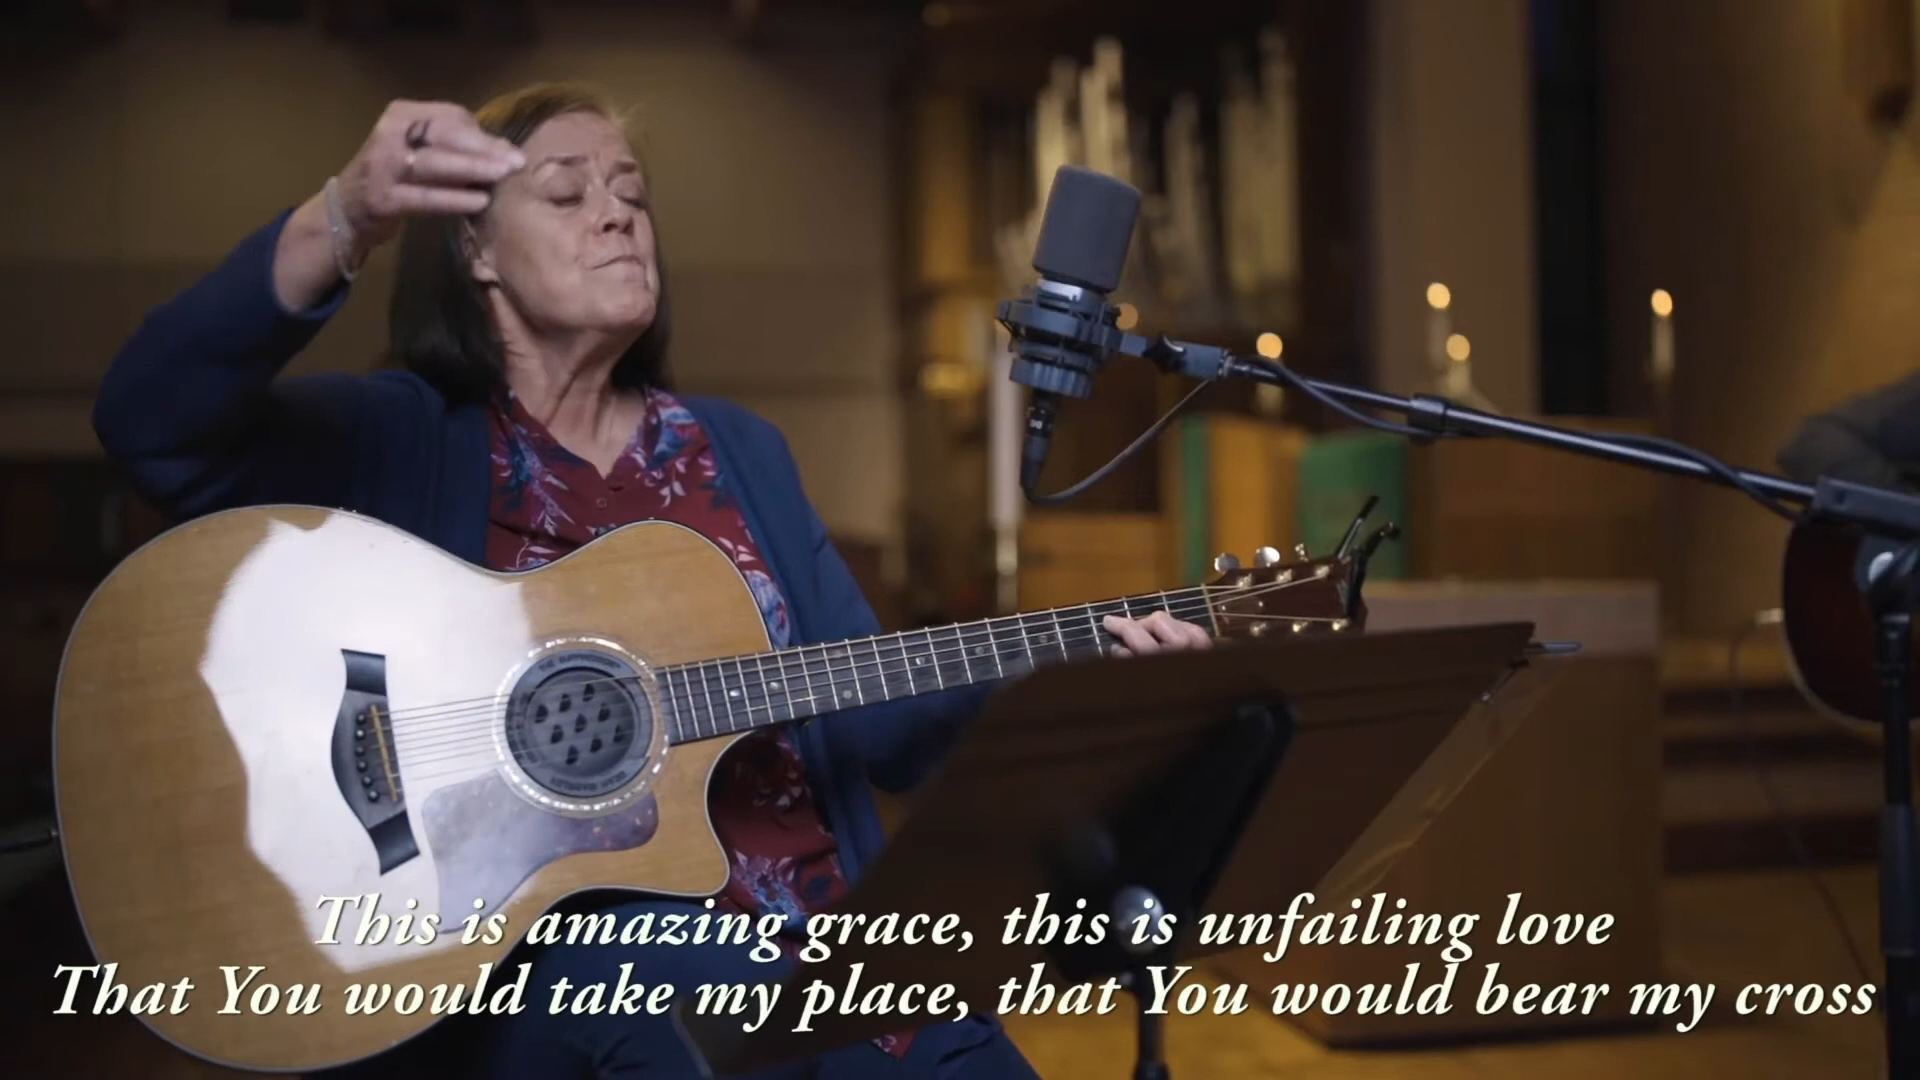 This is amazing grace, this is unfailing love
That You would take my place, that You would bear my cross